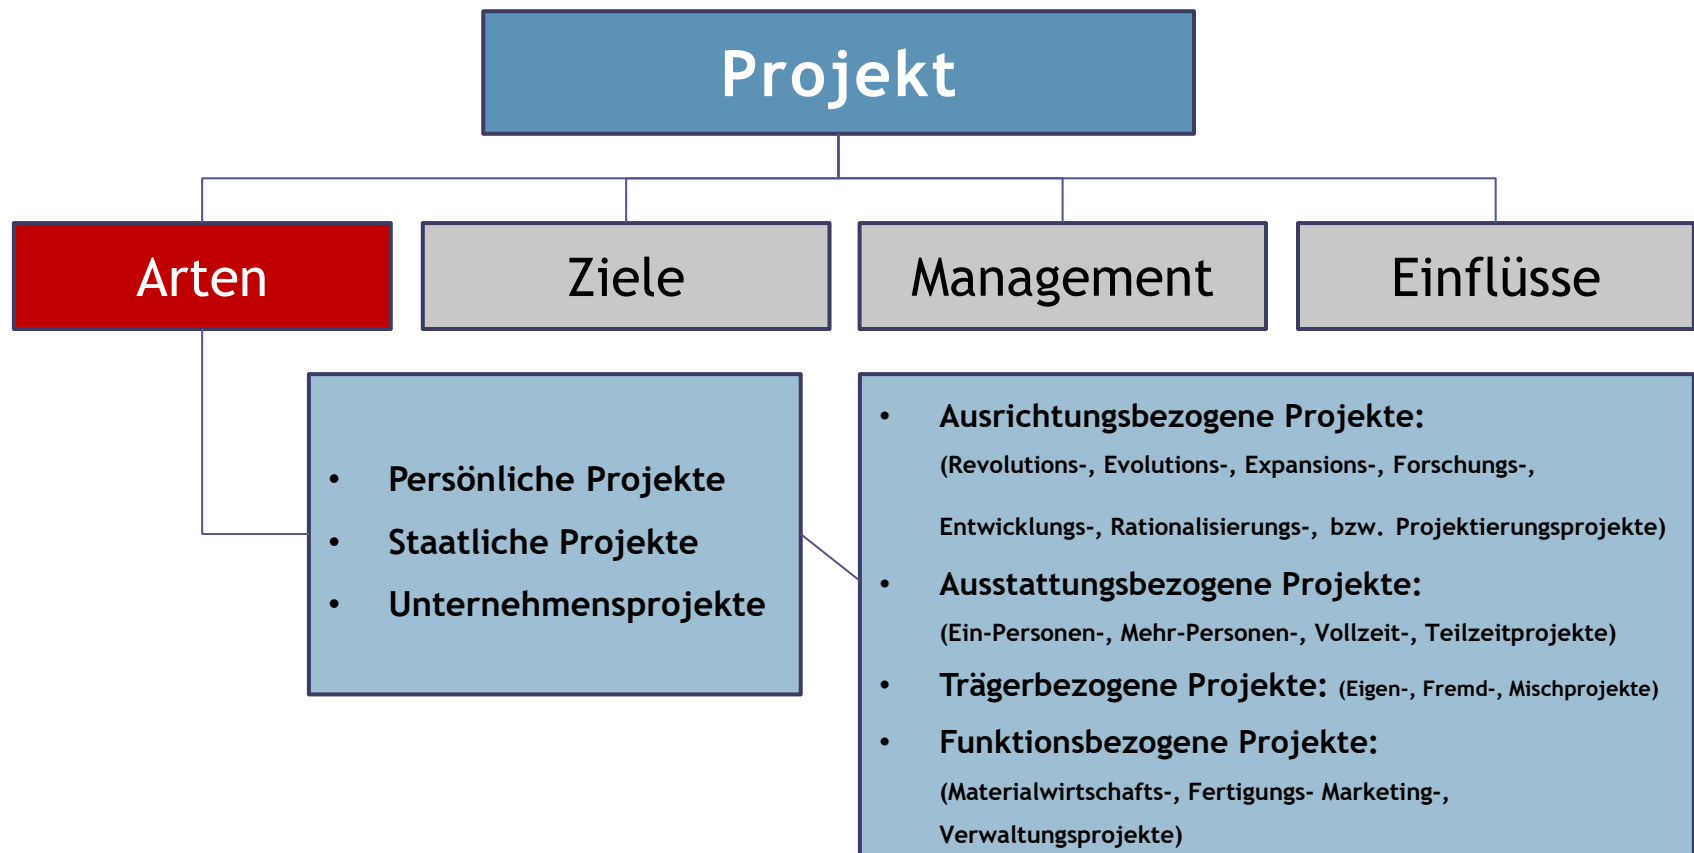 Projekt
Arten
Ziele
Management
Einflüsse
• Persönliche Projekte
• Staatliche Projekte
• Unternehmensprojekte
• Ausrichtungsbezogene Projekte:
(Revolutions-, Evolutions-, Expansions-, Forschungs-,
Entwicklungs-, Rationalisierungs-, bzw. Projektierungsprojekte)
• Ausstattungsbezogene Projekte:
(Ein-Personen-, Mehr-Personen-, Vollzeit-, Teilzeitprojekte)
• Trägerbezogene Projekte: (Eigen-, Fremd-, Mischprojekte)
• Funktionsbezogene Projekte:
(Materialwirtschafts-, Fertigungs- Marketing-,
Verwaltungsprojekte)